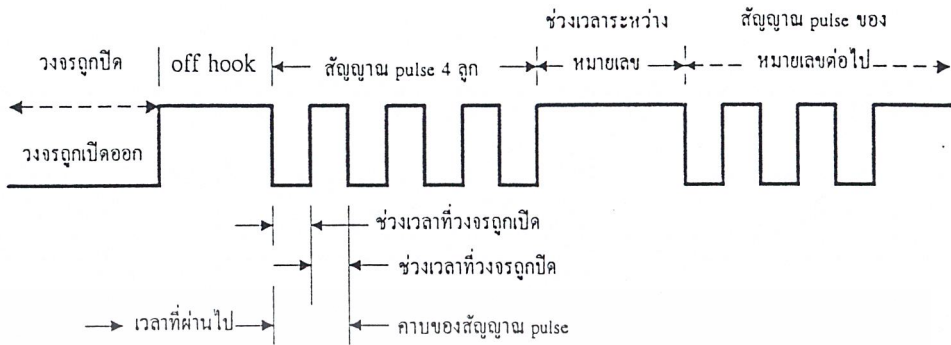 ช่วงเวลาระหว่าง
สัญญาณ pulse ของ
วงจรถูกปิด
off hook
สัญญาณ pulse 4 ลูก
หมายเลข
หมายเลขต่อไป
วงจรถูกเปิดออก
ช่วงเวลาที่วงจรถูกเปิด
ช่วงเวลาที่วงจรถูกปิด
เวลาที่ผ่านไป
คาบของสัญญาณ pulse